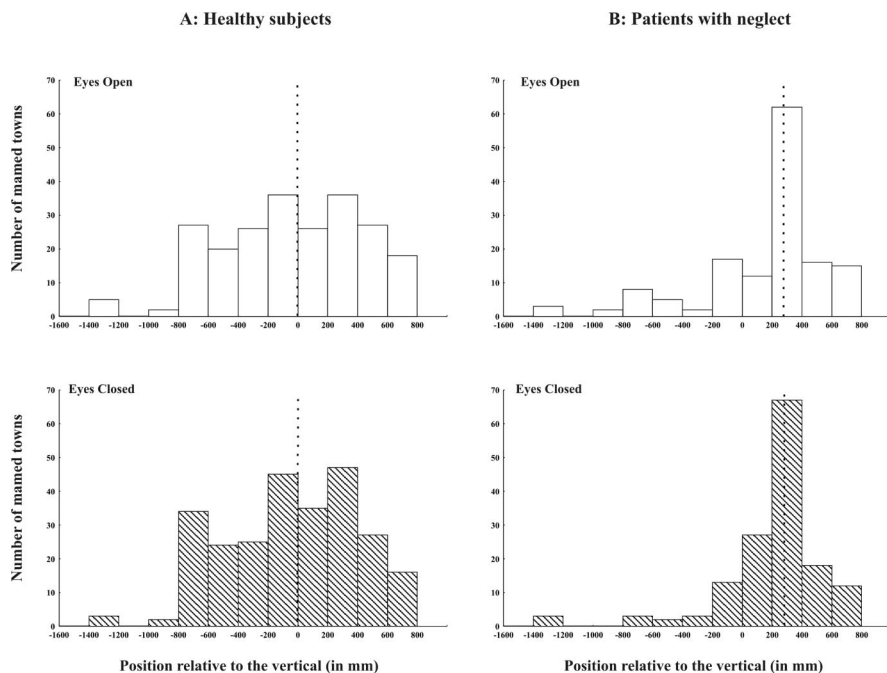 A: Healthy subjects
B: Patients with neglect
Eyes Open
Number of mamed towns
70
60
50
40
30
20
10
0
-1600 -1400 -1200 -1000 -800 -600 -400 -200 0 200 400 600 800
Eyes Open
70
60
50
40
30
20
10
0
-1600 -1400 -1200 -1000 -800 -600 -400 -200 0 200 400 600 800
Eyes Closed
Number of mamed towns
70
60
50
40
30
20
10
0
-1600 -1400 -1200 -1000 -800 -600 -400 -200 0 200 400 600 800
Position relative to the vertical (in mm)
Eyes Closed
70
60
50
40
30
20
10
0
-1600 -1400 -1200 -1000 -800 -600 -400 -200 0 200 400 600 800
Position relative to the vertical (in mm)